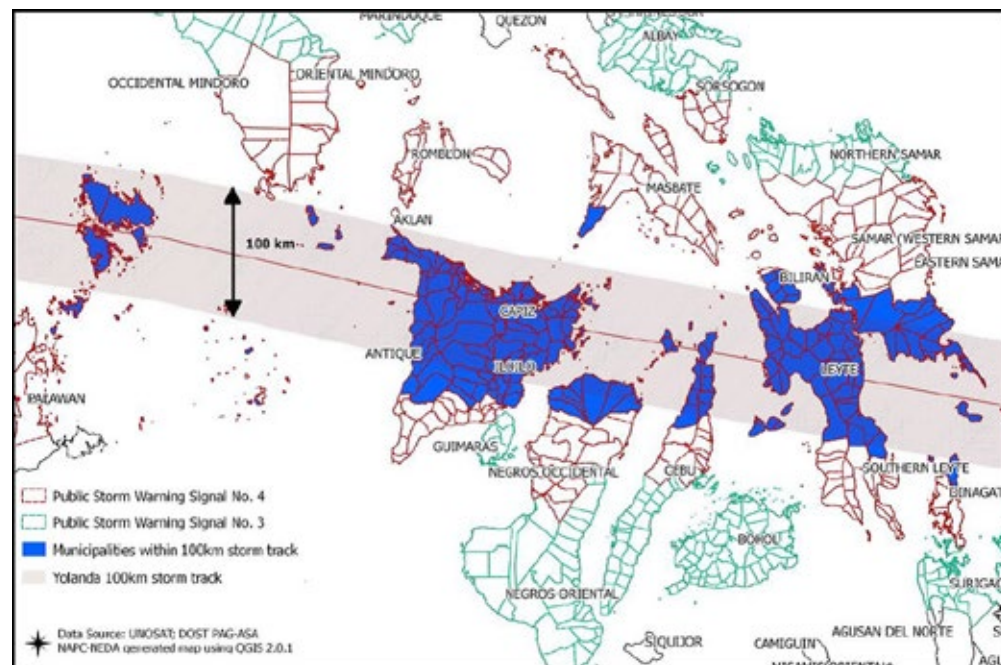 MARINDUQUE
QUEZON
ALBAY
OCCIDENTAL MINDORO
ORIENTAL MINDORO
SORSOGON
ROMBLON
NORTHERN SAMAR
MASBATE
AKLAN
SAMAR (WESTERN SAMAR
100 km
EASTERN SAMA
BILIRAN
CAPIZ
ANTIQUE
ILOILO
LEYTE
PALAWAN
GUIMARAS
NEGROS OCCIDENTAL
CEBU
SOUTHERN LEYTE
DINAGAT
Public Storm Warning Signal No. 4
Public Storm Warning Signal No. 3
BOHOL
Municipalities within 100km storm track
Yolanda 100km storm track
SURIGAO
NEGROS ORIENTAL
Data Source: UNOSAT; DOST PAG-ASA
NAPC-NEDA generated map using QGIS 2.0.1
SIQUIJOR
CAMIGUIN
AGUSAN DEL NORTE